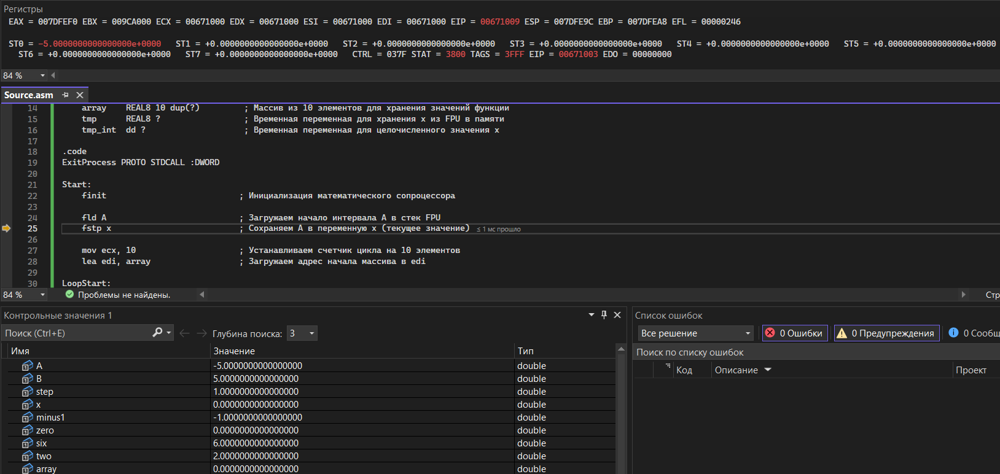 Регистры
EAX = 007DFEF0 EBX = 009CA000 ECX = 00671000 EDX = 00671000 ESI = 00671000 EDI = 00671000 EIP = 00671009 ESP = 007DFE9C EBP = 007DFEA8 EFL = 00000246
ST0 = -5.0000000000000000e+0000 ST1 = +0.0000000000000000e+0000 ST2 = +0.0000000000000000e+0000 ST3 = +0.0000000000000000e+0000 ST4 = +0.0000000000000000e+0000 ST5 = +0.0000000000000000e+0000
ST6 = +0.0000000000000000e+0000 ST7 = +0.0000000000000000e+0000 CTRL = 037F STAT = 3800 TAGS = 3FFF EIP = 00671003 EDO = 00000000
84 %
Source.asm
14 array REAL8 10 dup(?) ; Массив из 10 элементов для хранения значений функции
15 tmp REAL8 ? ; Временная переменная для хранения x из FPU в памяти
16 tmp_int dd ? ; Временная переменная для целочисленного значения x
17
18 .code
19 ExitProcess PROTO STDCALL :DWORD
20
21 Start:
22 finit ; Инициализация математического сопроцессора
23
24 fld A ; Загружаем начало интервала A в стек FPU
25 fstp x ; Сохраняем A в переменную x (текущее значение) ≤ 1 мс прошло
26
27 mov ecx, 10 ; Устанавливаем счетчик цикла на 10 элементов
28 lea edi, array ; Загружаем адрес начала массива в edi
29
30 LoopStart:
84 % Проблемы не найдены. Стр
Контрольные значения 1
Поиск (Ctrl+E) Глубина поиска: 3
Имя Значение Тип
A -5.0000000000000000 double
B 5.0000000000000000 double
step 1.0000000000000000 double
x 0.0000000000000000 double
minus1 -1.0000000000000000 double
zero 0.0000000000000000 double
six 6.0000000000000000 double
two 2.0000000000000000 double
array 0.0000000000000000 double
Список ошибок
Все решение 0 Ошибки 0 Предупреждения 0 Сообщ
Поиск по списку ошибок
Код Описание Проект